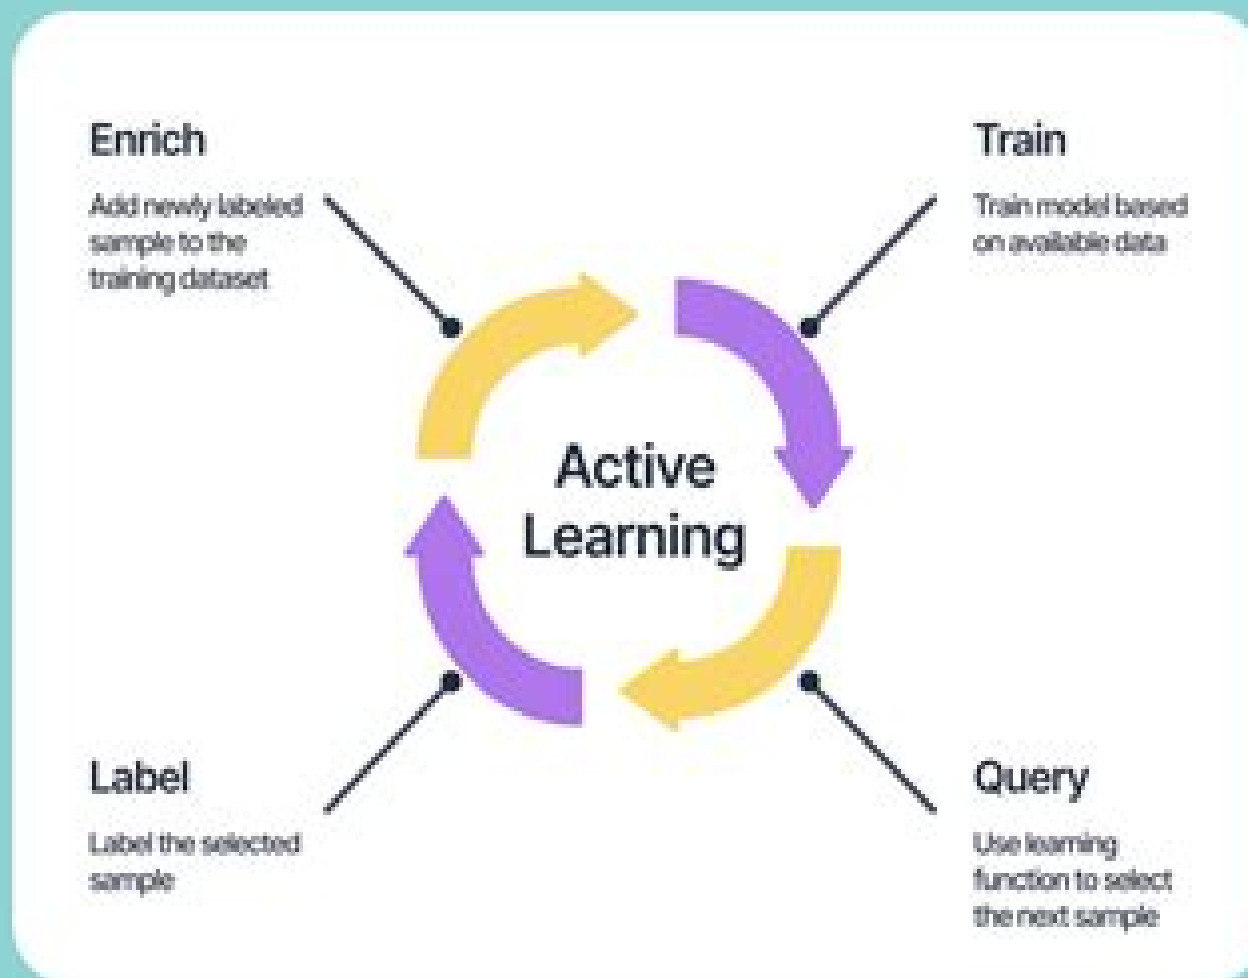 Enrich
Add newly labeled
sample to the
training dataset
Train
Train model based
on available data
Active
Learning
Label
Label the selected
sample
Query
Use learning
function to select
the next sample